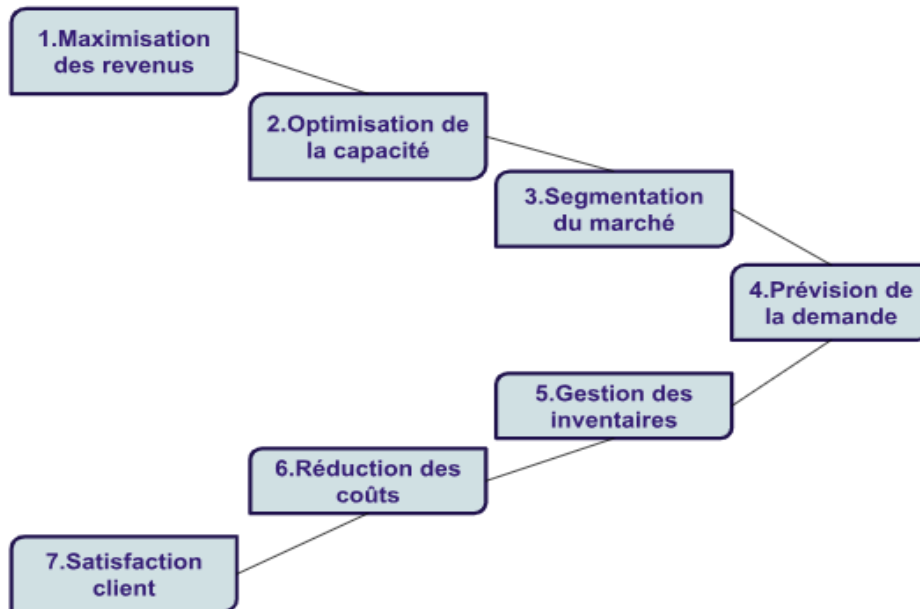 1.Maximisation
des revenus
2.Optimisation de
la capacité
3.Segmentation
du marché
4.Prévision de
la demande
5.Gestion des
inventaires
6.Réduction des
coûts
7.Satisfaction
client